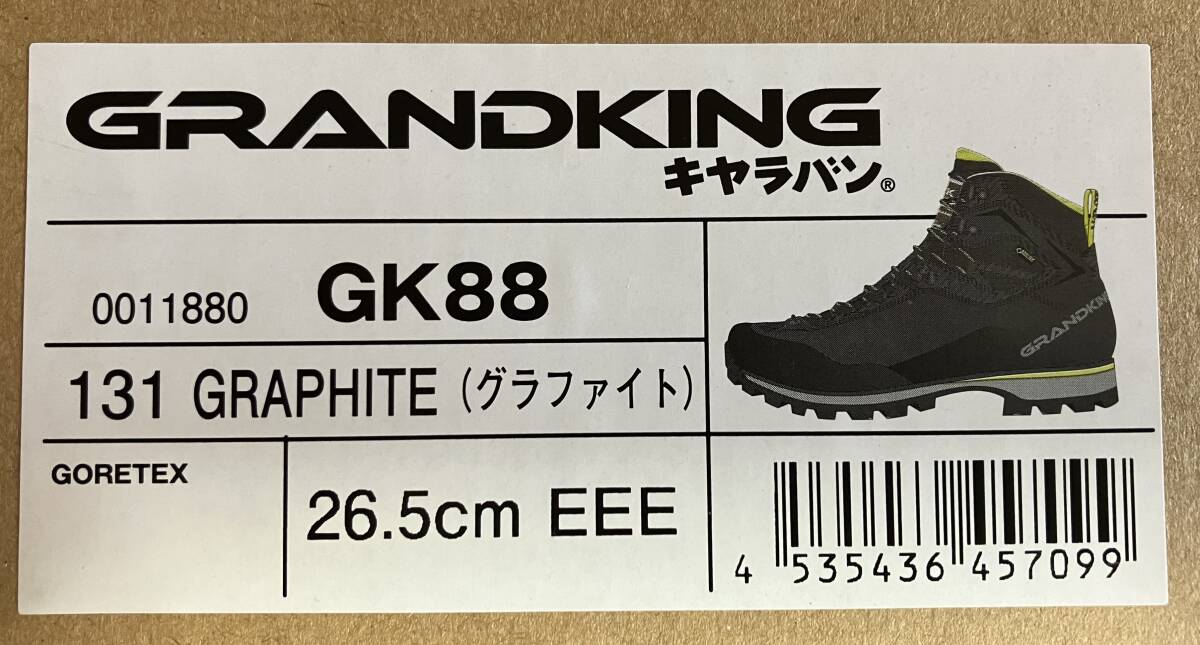 GRANDKING
キャラバン®
0011880 GK88
131 GRAPHITE (グラファイト)
GORETEX
26.5cm EEE
GRANDKING
4 535436 457099